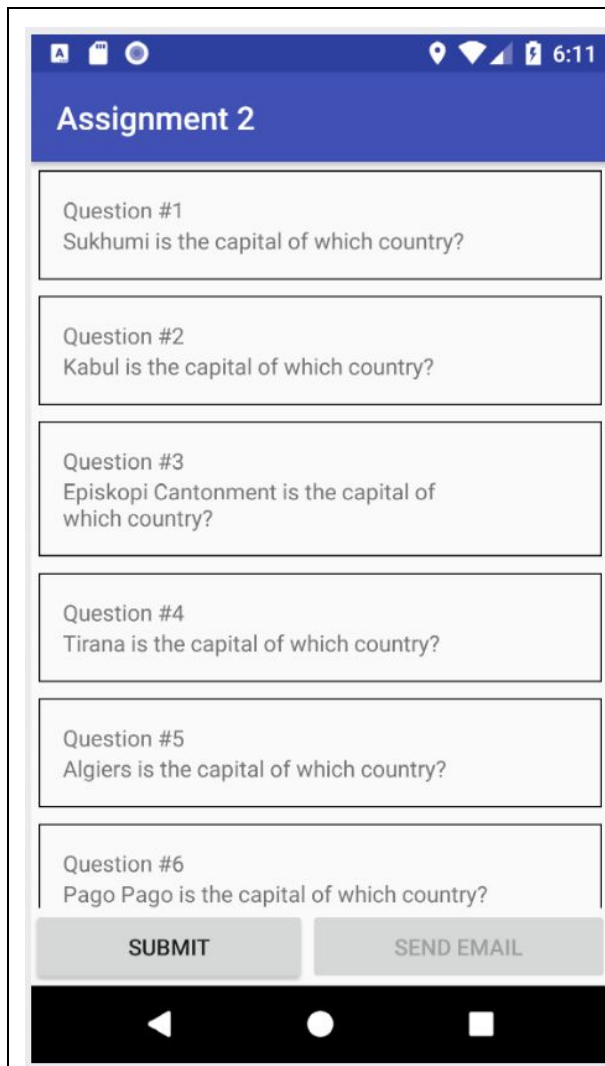 6:11
Assignment 2
Question #1
Sukhumi is the capital of which country?
Question #2
Kabul is the capital of which country?
Question #3
Episkopi Cantonment is the capital of
which country?
Question #4
Tirana is the capital of which country?
Question #5
Algiers is the capital of which country?
Question #6
Pago Pago is the capital of which country?
SUBMIT
SEND EMAIL